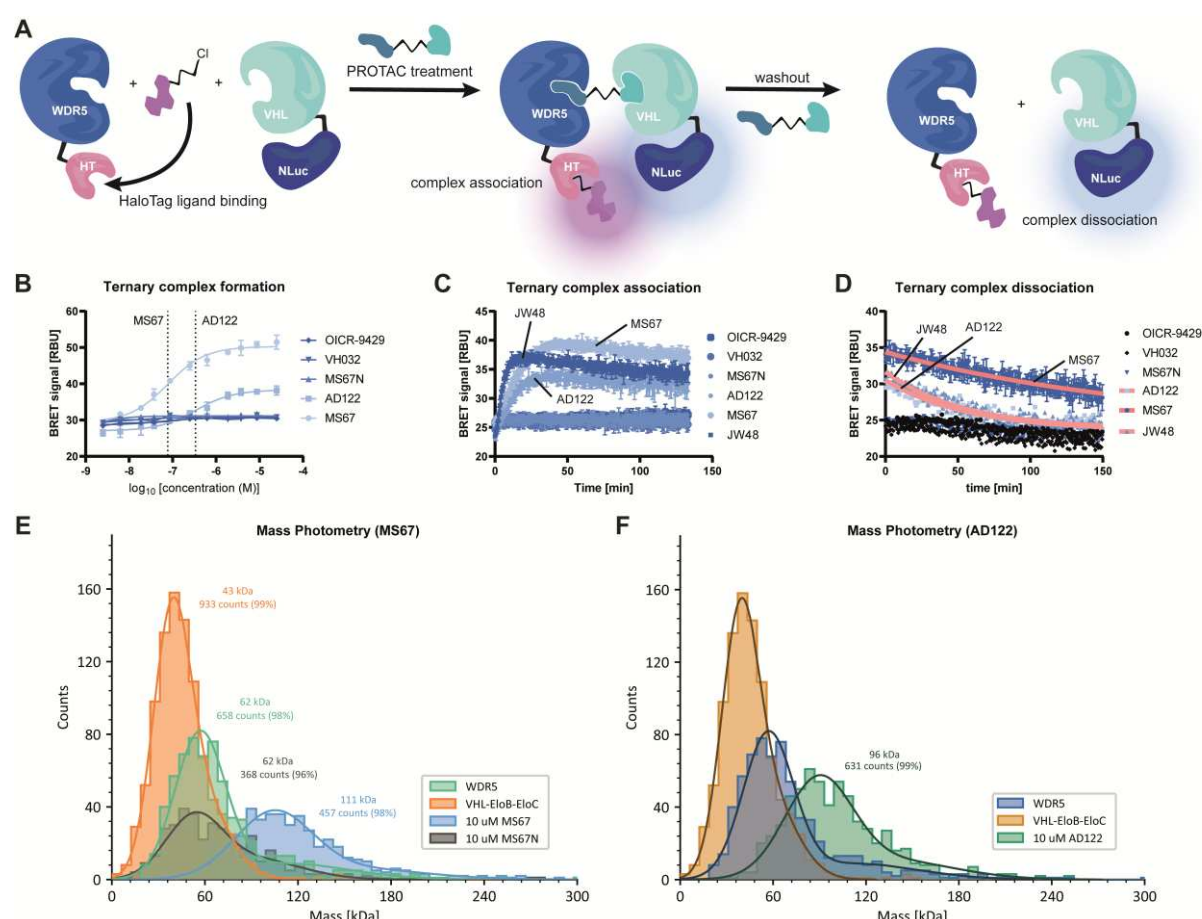 A
WDR5
+
Cl
+
VHL
HT
NLuc
HaloTag ligand binding
PROTAC treatment
WDR5
VHL
HT
NLuc
complex association
washout
WDR5
+
VHL
HT
NLuc
complex dissociation
B
Ternary complex formation
MS67
AD122
BRET signal [RBU]
60
50
40
30
20
-9
-8
-7
-6
-5
-4
log10 [concentration (M)]
OICR-9429
VH032
MS67N
AD122
MS67
C
Ternary complex association
JW48
MS67
AD122
BRET signal [RBU]
45
40
35
30
25
20
0
50
100
150
Time [min]
OICR-9429
VH032
MS67N
AD122
MS67
JW48
D
Ternary complex dissociation
JW48
AD122
MS67
BRET signal [RBU]
40
35
30
25
20
0
50
100
150
time [min]
OICR-9429
VH032
MS67N
AD122
MS67
JW48
E
Mass Photometry (MS67)
43 kDa
933 counts (99%)
62 kDa
658 counts (98%)
62 kDa
368 counts (96%)
111 kDa
457 counts (98%)
WDR5
VHL-EloB-EloC
10 uM MS67
10 uM MS67N
Counts
160
120
80
40
0
0
60
120
180
240
300
Mass [kDa]
F
Mass Photometry (AD122)
96 kDa
631 counts (99%)
WDR5
VHL-EloB-EloC
10 uM AD122
Counts
160
120
80
40
0
0
60
120
180
240
300
Mass [kDa]